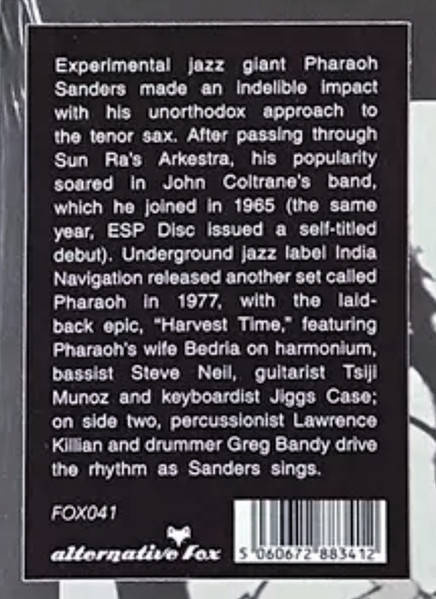 Experimental jazz giant Pharaoh
Sanders made an indelible impact
with his unorthodox approach to
the tenor sax. After passing through
Sun Ra's Arkestra, his popularity
soared in John Coltrane's band,
which he joined in 1965 (the same
year, ESP Disc issued a self-titled
debut). Underground jazz label India
Navigation released another set called
Pharaoh in 1977, with the laid-
back epic, “Harvest Time,” featuring
Pharaoh's wife Bedria on harmonium,
bassist Steve Neil, guitarist Tsiji
Munoz and keyboardist Jiggs Case;
on side two, percussionist Lawrence
Killian and drummer Greg Bandy drive
the rhythm as Sanders sings.
FOX041
alternative Fox
5 060672 883412